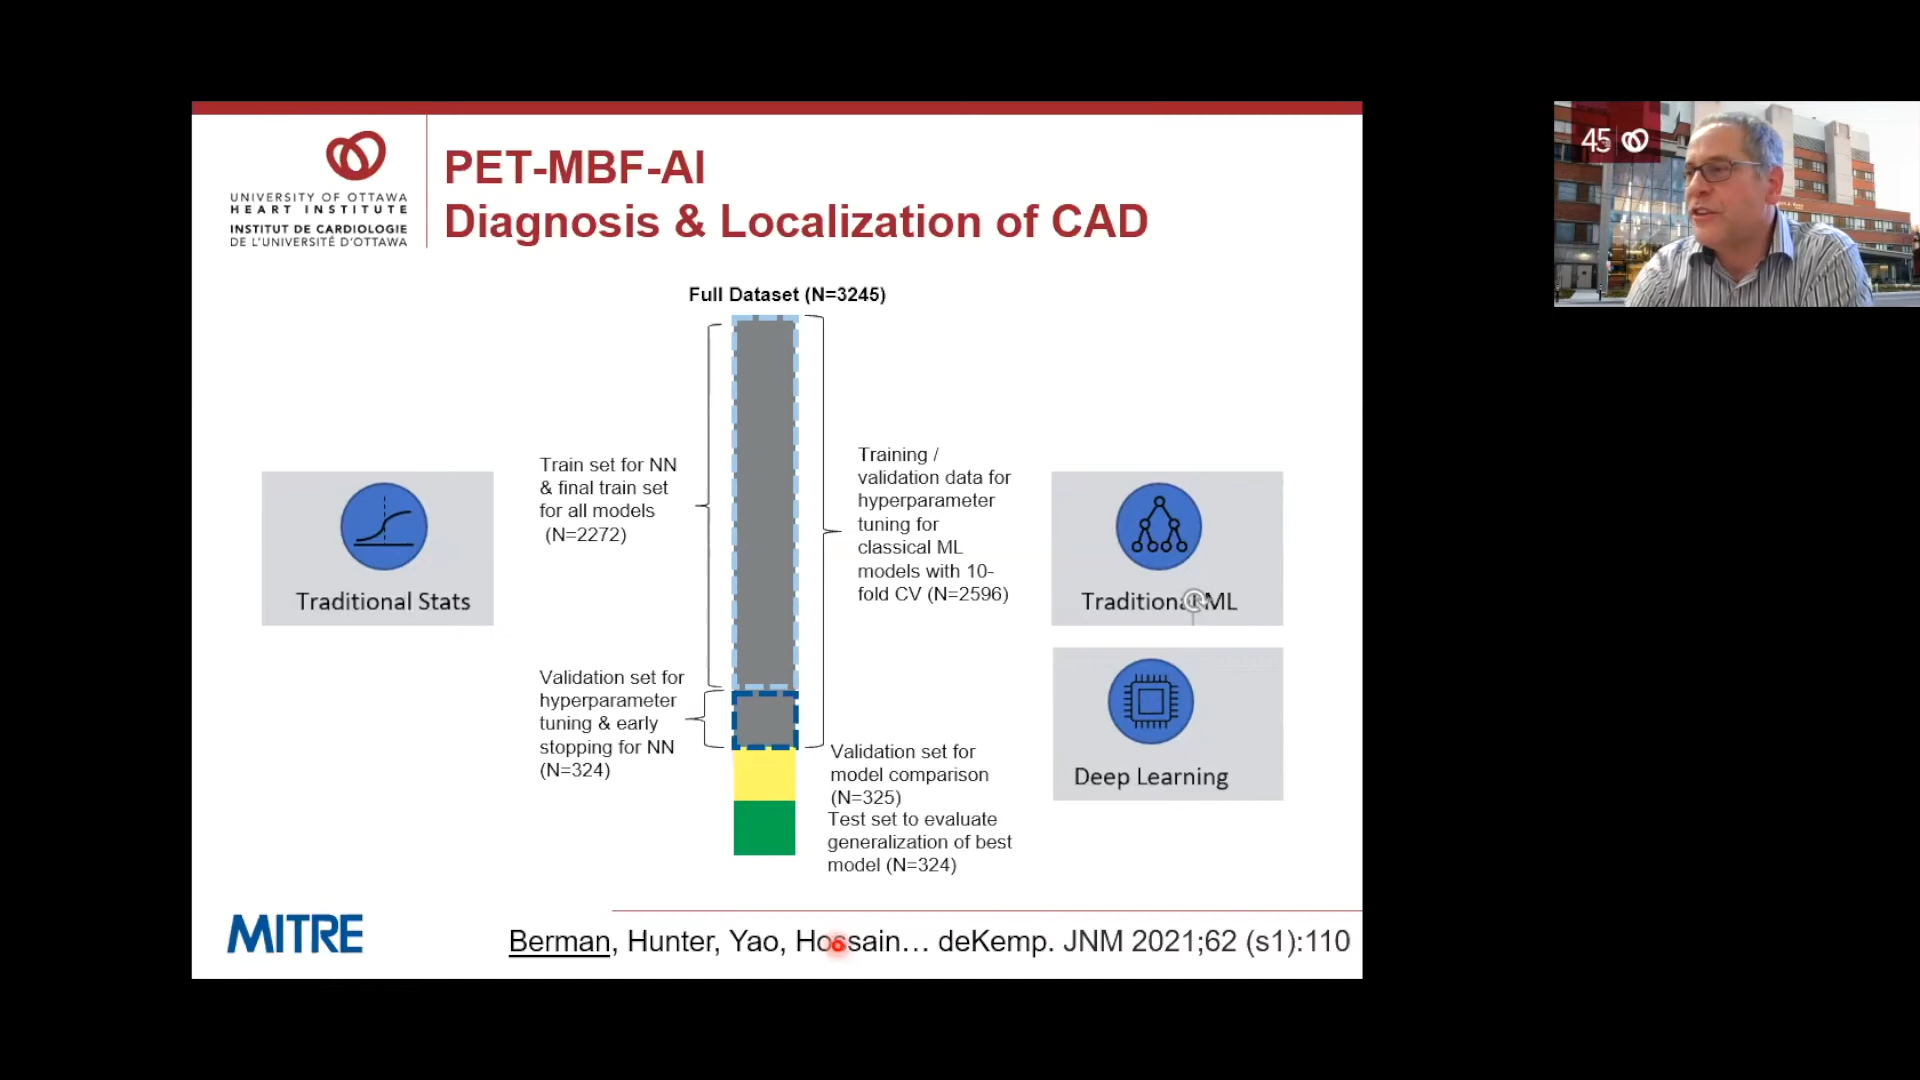 UNIVERSITY OF OTTAWA
HEART INSTITUTE
INSTITUT DE CARDIOLOGIE
DE L'UNIVERSITÉ D'OTTAWA
PET-MBF-AI
Diagnosis & Localization of CAD
45
Full Dataset (N=3245)
Traditional Stats
Train set for NN
& final train set
for all models
(N=2272)
Validation set for
hyperparameter
tuning & early
stopping for NN
(N=324)
Training /
validation data for
hyperparameter
tuning for
classical ML
models with 10-
fold CV (N=2596)
Validation set for
model comparison
(N=325)
Test set to evaluate
generalization of best
model (N=324)
Traditional ML
Deep Learning
MITRE
Berman, Hunter, Yao, Hossain… deKemp. JNM 2021;62 (s1):110